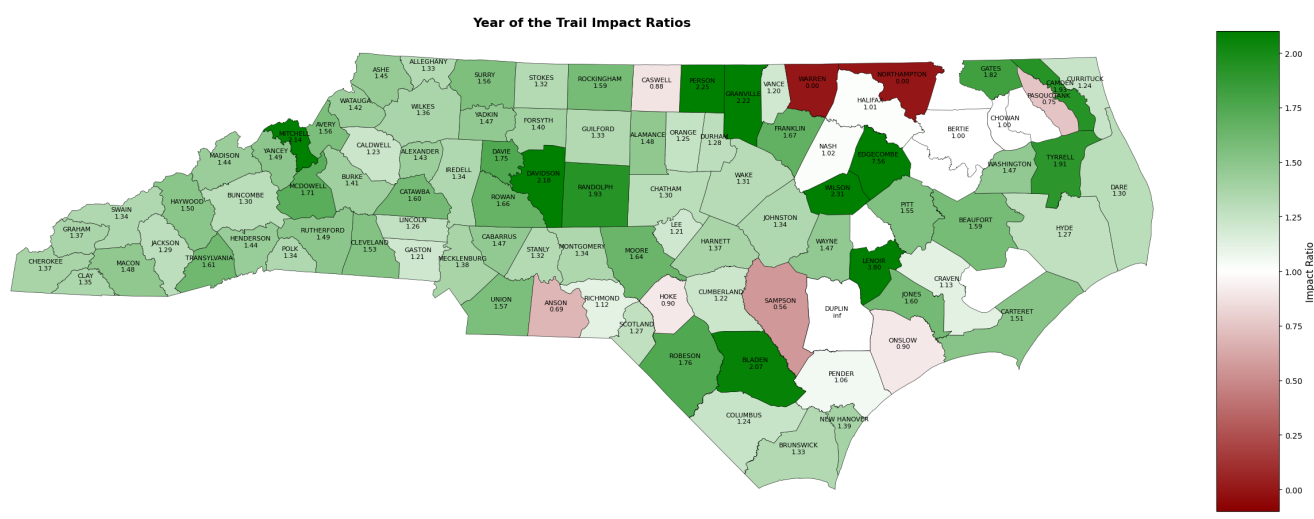 Year of the Trail Impact Ratios
ASHE
1.45
ALLEGHANY
1.33
SURRY
1.56
STOKES
1.32
ROCKINGHAM
1.59
CASWELL
0.88
PERSON
2.25
GRANVILLE
2.22
VANCE
1.20
WARREN
0.00
NORTHAMPTON
0.00
HALIFAX
1.01
GATES
1.82
CAMDEN
1.93
CURRITUCK
1.24
PASQUOTANK
0.75
CHOWAN
1.00
BERTIE
1.00
WATAUGA
1.42
WILKES
1.36
YADKIN
1.47
FORSYTH
1.40
GUILFORD
1.33
ALAMANCE
1.48
ORANGE
1.25
DURHAM
1.28
FRANKLIN
1.67
NASH
1.02
EDGECOMBE
7.56
MITCHELL
2.14
AVERY
1.56
CALDWELL
1.23
ALEXANDER
1.43
IREDELL
1.34
DAVIE
1.75
DAVIDSON
2.18
RANDOLPH
1.93
CHATHAM
1.30
WAKE
1.31
WILSON
2.31
WASHINGTON
1.47
TYRRELL
1.91
DARE
1.30
MADISON
1.44
YANCEY
1.49
MCDOWELL
1.71
BURKE
1.41
CATAWBA
1.60
ROWAN
1.66
BUNCOMBE
1.30
HAYWOOD
1.50
SWAIN
1.34
GRAHAM
1.37
JACKSON
1.29
HENDERSON
1.44
POLK
1.34
RUTHERFORD
1.49
CLEVELAND
1.53
LINCOLN
1.26
GASTON
1.21
MECKLENBURG
1.38
CABARRUS
1.47
STANLY
1.32
MONTGOMERY
1.34
MOORE
1.64
LEE
1.21
HARNETT
1.37
JOHNSTON
1.34
WAYNE
1.47
PITT
1.55
BEAUFORT
1.59
HYDE
1.27
CHEROKEE
1.37
CLAY
1.35
MACON
1.48
TRANSYLVANIA
1.61
UNION
1.57
ANSON
0.69
RICHMOND
1.12
SCOTLAND
1.27
HOKE
0.90
CUMBERLAND
1.22
SAMPSON
0.56
DUPLIN
inf
LENOIR
3.80
CRAVEN
1.13
JONES
1.60
CARTERET
1.51
ONSLOW
0.90
ROBESON
1.76
BLADEN
2.07
PENDER
1.06
COLUMBUS
1.24
NEW HANOVER
1.39
BRUNSWICK
1.33
2.00
1.75
1.50
1.25
1.00
0.75
0.50
0.25
0.00
Impact Ratio